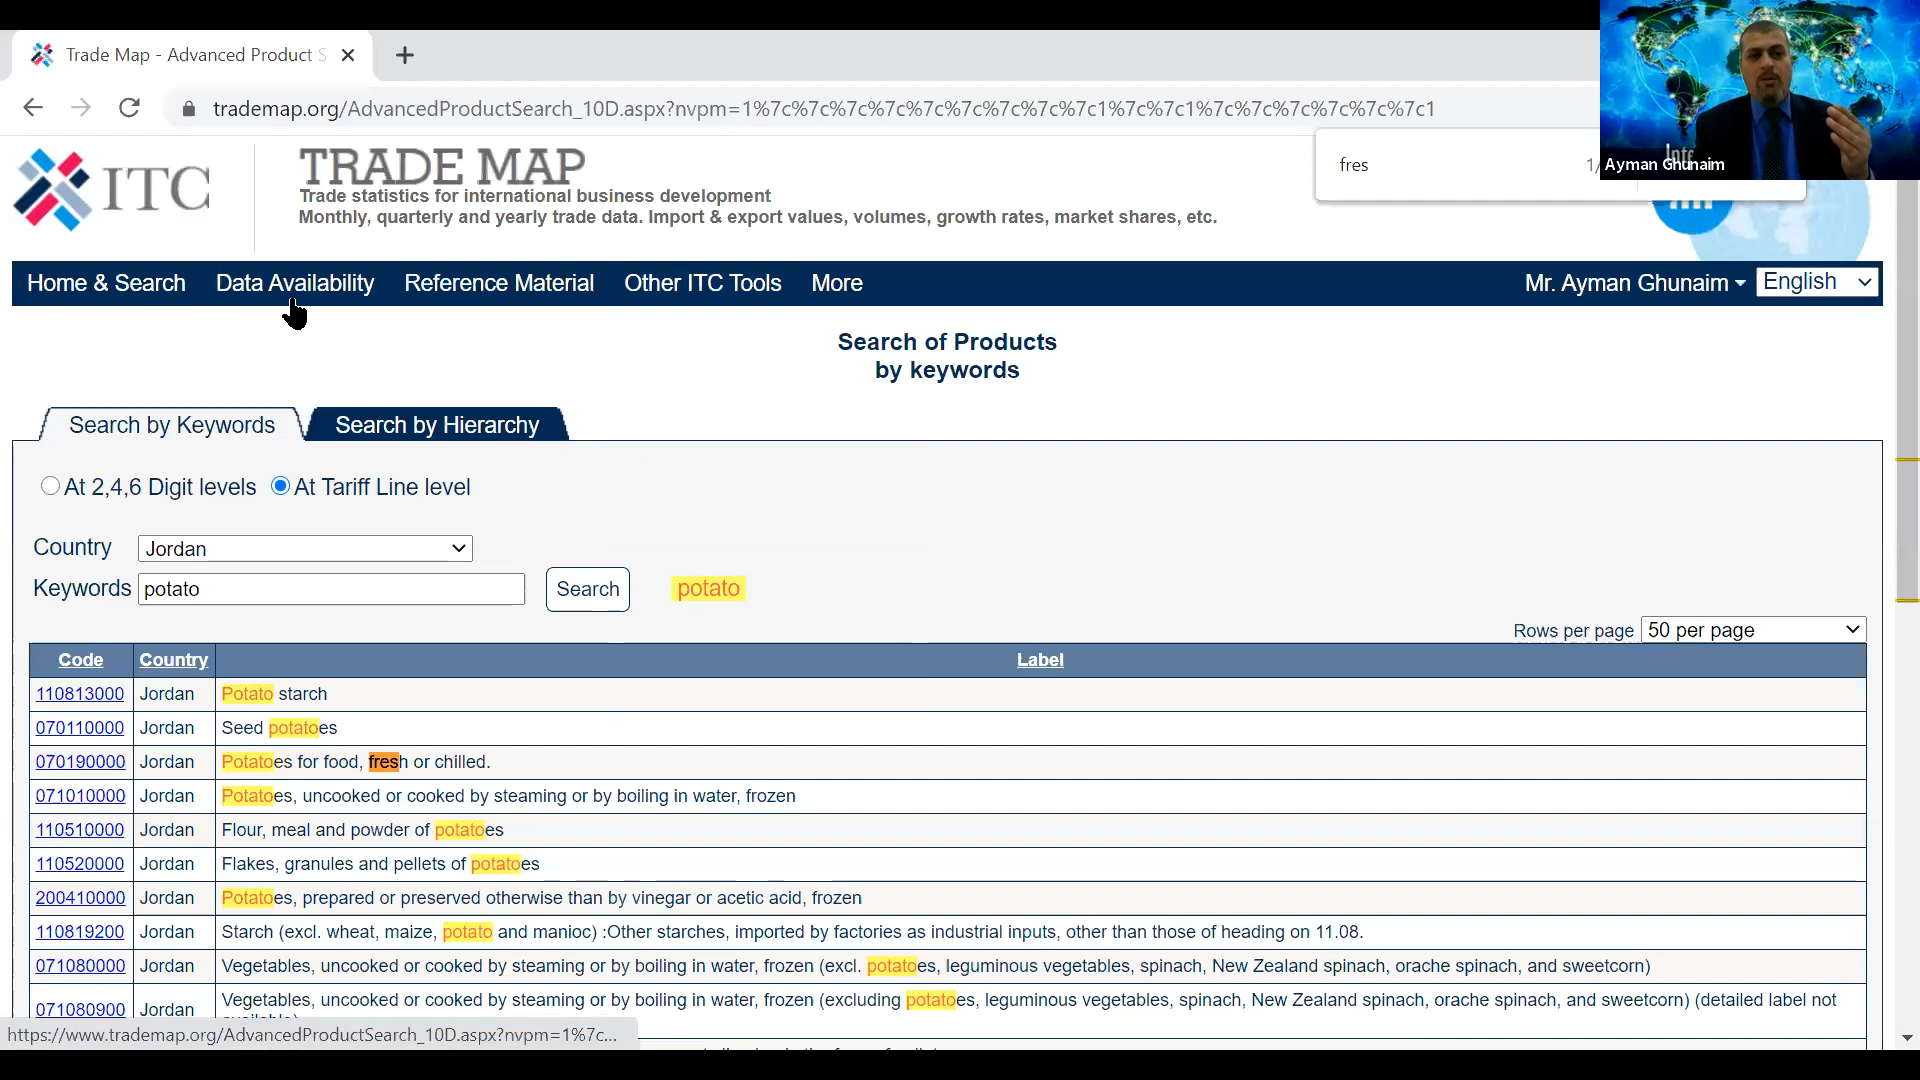 Trade Map - Advanced Product S
trademap.org/AdvancedProductSearch_10D.aspx?nvpm=1%7c%7c%7c%7c%7c%7c%7c%7c%7c1%7c%7c1%7c%7c%7c%7c%7c%7c1
fres
1/
Ayman Ghunaim
ITC
TRADE MAP
Trade statistics for international business development
Monthly, quarterly and yearly trade data. Import & export values, volumes, growth rates, market shares, etc.
Home & Search Data Availability Reference Material Other ITC Tools More Mr. Ayman Ghunaim English
Search of Products
by keywords
Search by Keywords Search by Hierarchy
At 2,4,6 Digit levels At Tariff Line level
Country Jordan
Keywords potato Search potato
Rows per page 50 per page
Code Country Label
110813000 Jordan Potato starch
070110000 Jordan Seed potatoes
070190000 Jordan Potatoes for food, fresh or chilled.
071010000 Jordan Potatoes, uncooked or cooked by steaming or by boiling in water, frozen
110510000 Jordan Flour, meal and powder of potatoes
110520000 Jordan Flakes, granules and pellets of potatoes
200410000 Jordan Potatoes, prepared or preserved otherwise than by vinegar or acetic acid, frozen
110819200 Jordan Starch (excl. wheat, maize, potato and manioc) :Other starches, imported by factories as industrial inputs, other than those of heading on 11.08.
071080000 Jordan Vegetables, uncooked or cooked by steaming or by boiling in water, frozen (excl. potatoes, leguminous vegetables, spinach, New Zealand spinach, orache spinach, and sweetcorn)
071080900 Jordan Vegetables, uncooked or cooked by steaming or by boiling in water, frozen (excluding potatoes, leguminous vegetables, spinach, New Zealand spinach, orache spinach, and sweetcorn) (detailed label not
https://www.trademap.org/AdvancedProductSearch_10D.aspx?nvpm=1%7c...